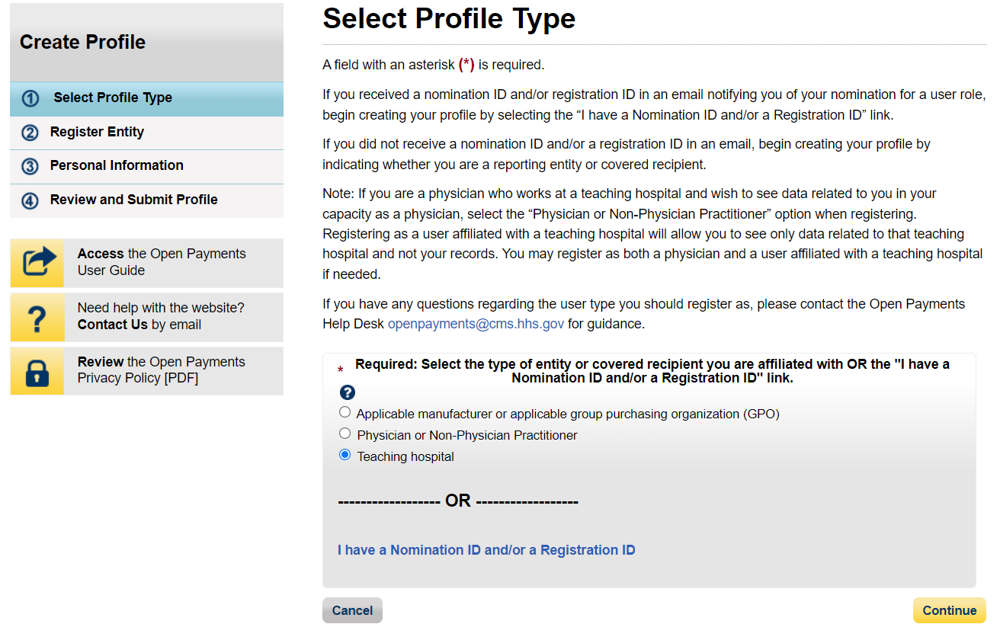 Create Profile
1 Select Profile Type
2 Register Entity
3 Personal Information
4 Review and Submit Profile
Access the Open Payments
User Guide
? Need help with the website?
Contact Us by email
Review the Open Payments
Privacy Policy [PDF]
Select Profile Type
A field with an asterisk (*) is required.
If you received a nomination ID and/or registration ID in an email notifying you of your nomination for a user role,
begin creating your profile by selecting the “I have a Nomination ID and/or a Registration ID” link.
If you did not receive a nomination ID and/or a registration ID in an email, begin creating your profile by
indicating whether you are a reporting entity or covered recipient.
Note: If you are a physician who works at a teaching hospital and wish to see data related to you in your
capacity as a physician, select the “Physician or Non-Physician Practitioner” option when registering.
Registering as a user affiliated with a teaching hospital will allow you to see only data related to that teaching
hospital and not your records. You may register as both a physician and a user affiliated with a teaching hospital
if needed.
If you have any questions regarding the user type you should register as, please contact the Open Payments
Help Desk openpayments@cms.hhs.gov for guidance.
* Required: Select the type of entity or covered recipient you are affiliated with OR the "I have a
Nomination ID and/or a Registration ID" link.
?
Applicable manufacturer or applicable group purchasing organization (GPO)
Physician or Non-Physician Practitioner
Teaching hospital
------------------ OR ------------------
I have a Nomination ID and/or a Registration ID
Cancel
Continue